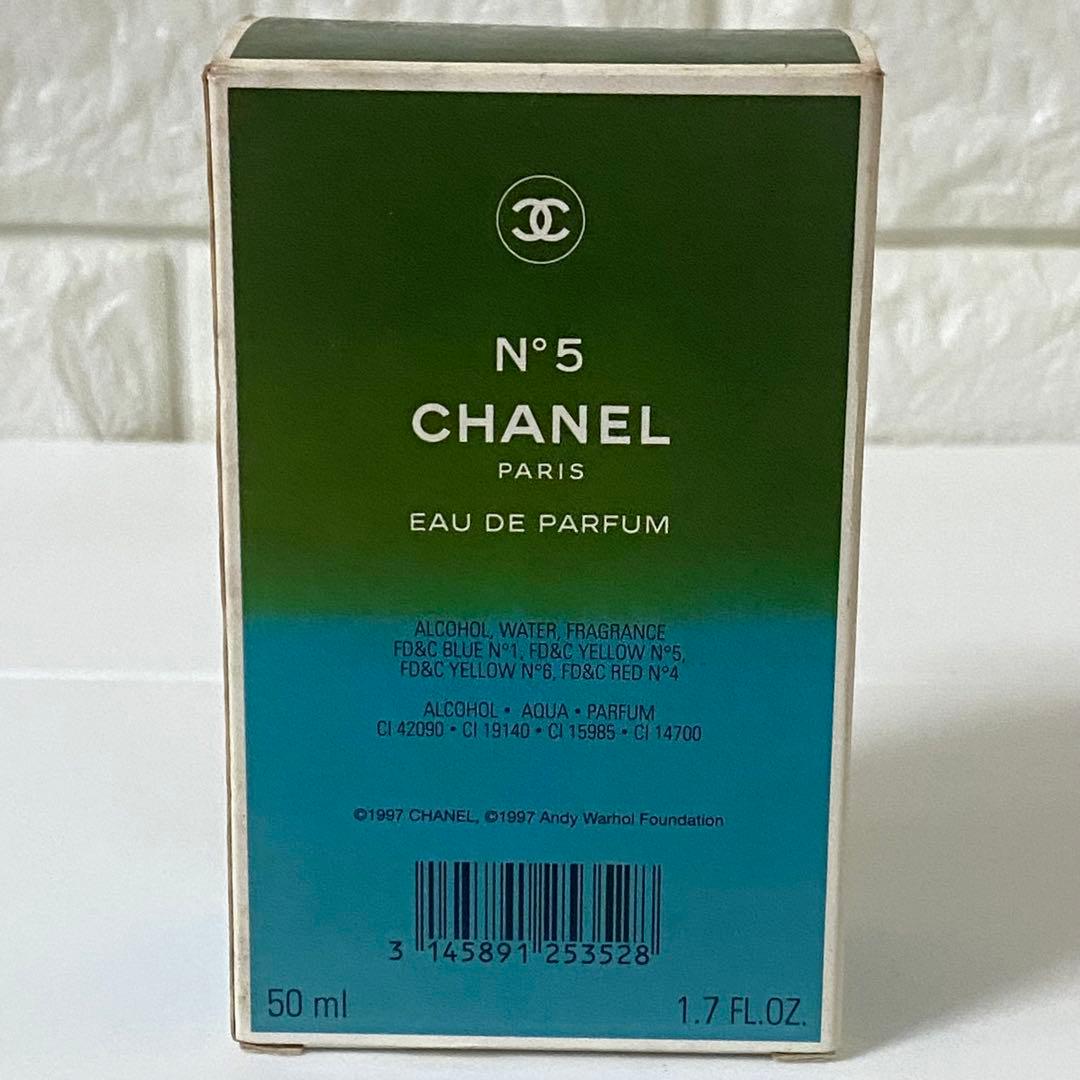 N°5
CHANEL
PARIS
EAU DE PARFUM
ALCOHOL, WATER, FRAGRANCE
FD&C BLUE N°1, FD&C YELLOW N°5,
FD&C YELLOW N°6, FD&C RED N°4
ALCOHOL • AQUA • PARFUM
CI 42090 • CI 19140 • CI 15985 • CI 14700
©1997 CHANEL, ©1997 Andy Warhol Foundation
3 145891 253528
50 ml
1.7 FL.OZ.